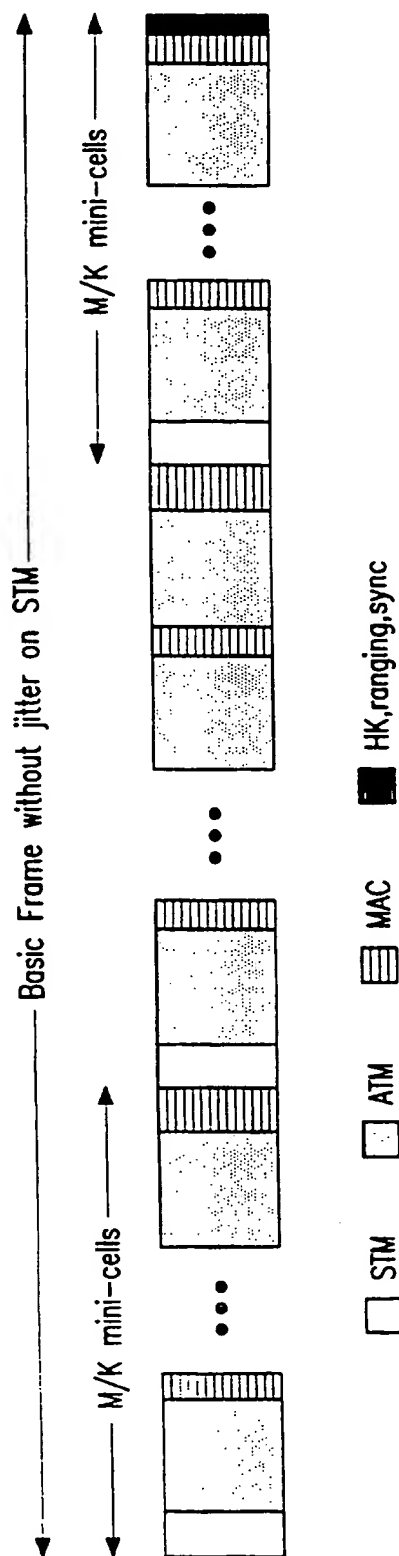 Basic Frame without jitter on STM
M/K mini-cells
M/K mini-cells
STM
ATM
MAC
HK,ranging,sync